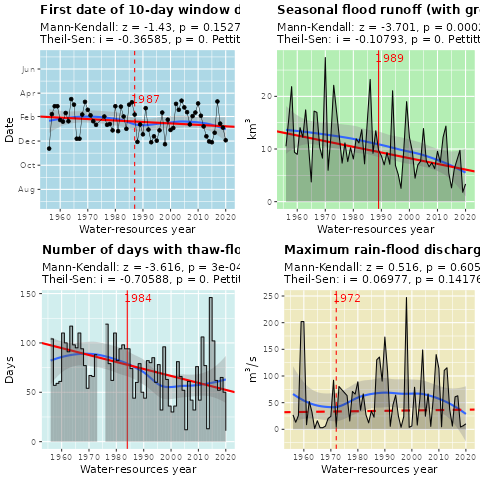 First date of 10-day window d
Mann-Kendall: z = -1.43, p = 0.1527
Theil-Sen: i = -0.36585, p = 0. Pettitt
1987
Date
Jun
Apr
Feb
Dec
Oct
Aug
1960 1970 1980 1990 2000 2010 2020
Water-resources year
Seasonal flood runoff (with gr
Mann-Kendall: z = -3.701, p = 0.0002
Theil-Sen: i = -0.10793, p = 0. Pettitt
1989
km³
20
10
0
1960 1970 1980 1990 2000 2010 2020
Water-resources year
Number of days with thaw-flo
Mann-Kendall: z = -3.616, p = 3e-04
Theil-Sen: i = -0.70588, p = 0. Pettitt
1984
Days
150
100
50
0
1960 1970 1980 1990 2000 2010 2020
Water-resources year
Maximum rain-flood discharg
Mann-Kendall: z = 0.516, p = 0.605
Theil-Sen: i = 0.06977, p = 0.14176
1972
m³/s
250
200
150
100
50
0
1960 1970 1980 1990 2000 2010 2020
Water-resources year